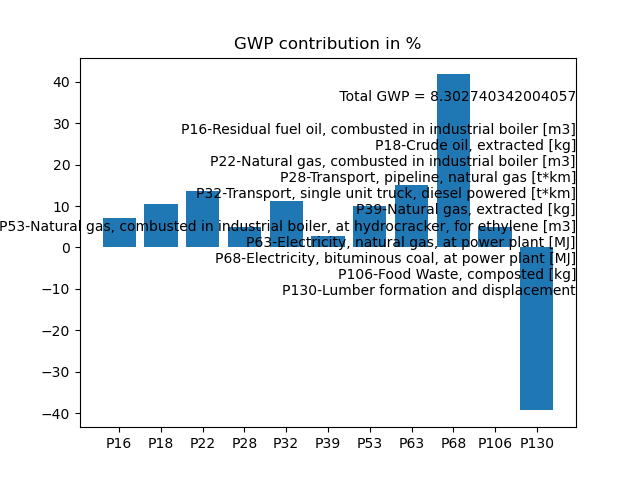 GWP contribution in %
40
30
20
10
0
−10
−20
−30
−40
Total GWP = 8.302740342004057
P16-Residual fuel oil, combusted in industrial boiler [m3]
P18-Crude oil, extracted [kg]
P22-Natural gas, combusted in industrial boiler [m3]
P28-Transport, pipeline, natural gas [t*km]
P32-Transport, single unit truck, diesel powered [t*km]
P39-Natural gas, extracted [kg]
P53-Natural gas, combusted in industrial boiler, at hydrocracker, for ethylene [m3]
P63-Electricity, natural gas, at power plant [MJ]
P68-Electricity, bituminous coal, at power plant [MJ]
P106-Food Waste, composted [kg]
P130-Lumber formation and displacement
P16 P18 P22 P28 P32 P39 P53 P63 P68 P106 P130